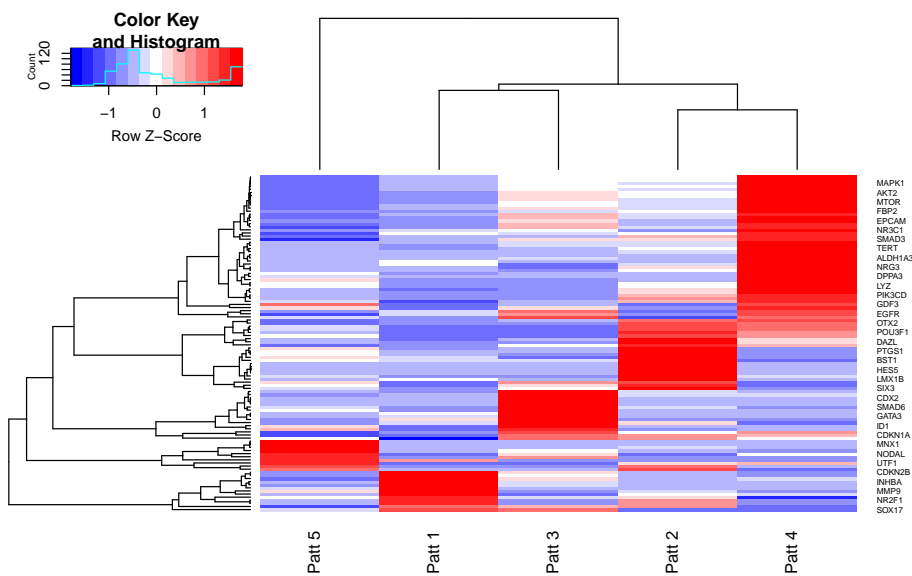 Color Key
and Histogram
Count
0
120
−1
0
1
Row Z−Score
MAPK1
AKT2
MTOR
FBP2
EPCAM
NR3C1
SMAD3
TERT
ALDH1A3
NRG3
DPPA3
LYZ
PIK3CD
GDF3
EGFR
OTX2
POU3F1
DAZL
PTGS1
BST1
HES5
LMX1B
SIX3
CDX2
SMAD6
GATA3
ID1
CDKN1A
MNX1
NODAL
UTF1
CDKN2B
INHBA
MMP9
NR2F1
SOX17
Patt 5
Patt 1
Patt 3
Patt 2
Patt 4